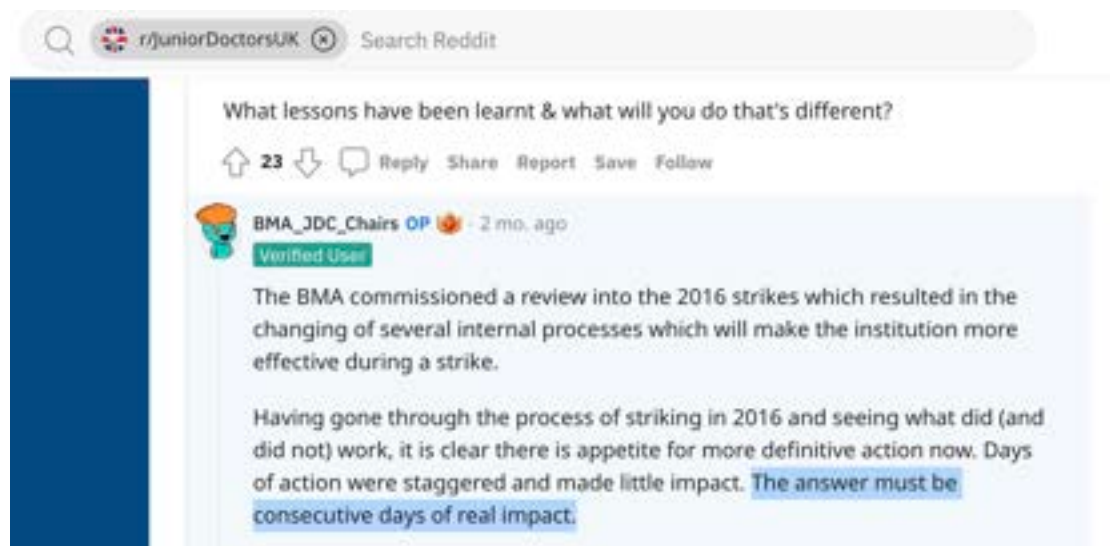 r/JuniorDoctorsUK Search Reddit
What lessons have been learnt & what will you do that's different?
23 Reply Share Report Save Follow
BMA_JDC_Chairs OP · 2 mo. ago
Verified User
The BMA commissioned a review into the 2016 strikes which resulted in the
changing of several internal processes which will make the institution more
effective during a strike.
Having gone through the process of striking in 2016 and seeing what did (and
did not) work, it is clear there is appetite for more definitive action now. Days
of action were staggered and made little impact. The answer must be
consecutive days of real impact.